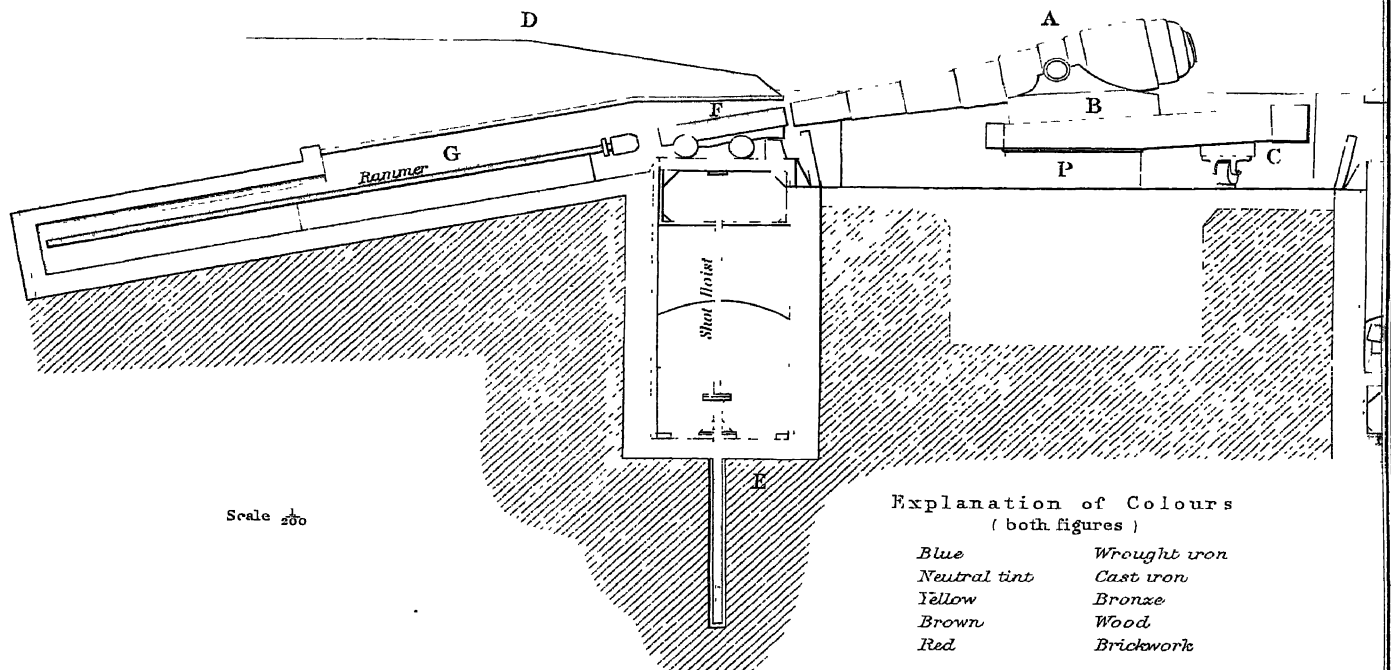 D
A
F
B
G
Rammer
C
P
Shot Hoist
E
Scale 1/200
Explanation of Colours
( both figures )
Blue Wrought iron
Neutral tint Cast iron
Yellow Bronze
Brown Wood
Red Brickwork